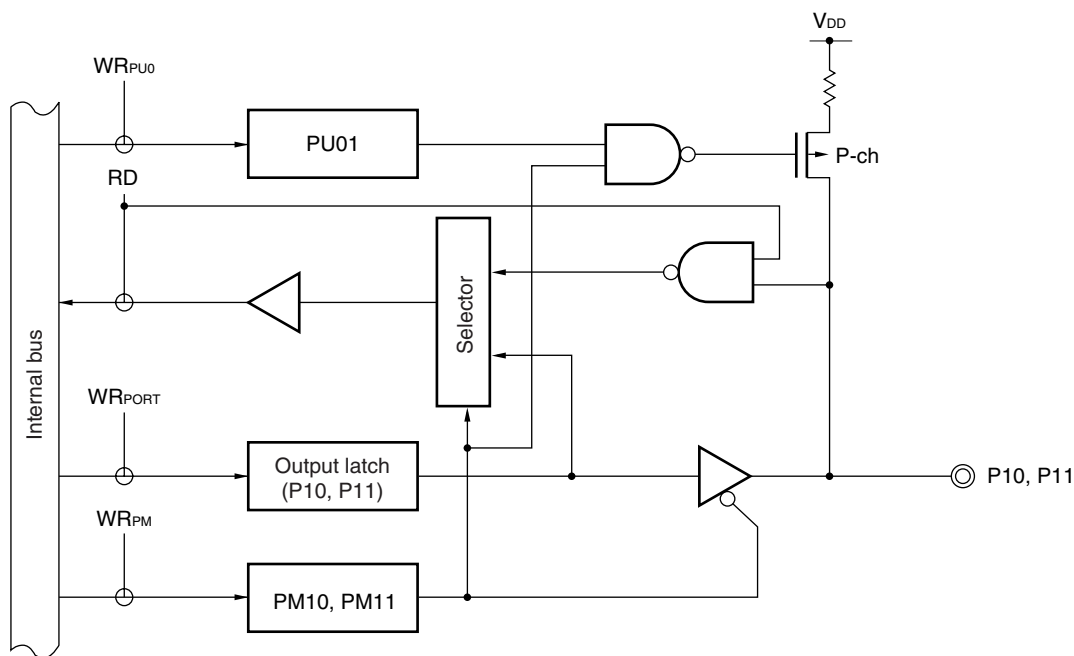 VDD
WRPU0
PU01
P-ch
RD
Selector
Internal bus
WRPORT
Output latch
(P10, P11)
P10, P11
WRPM
PM10, PM11